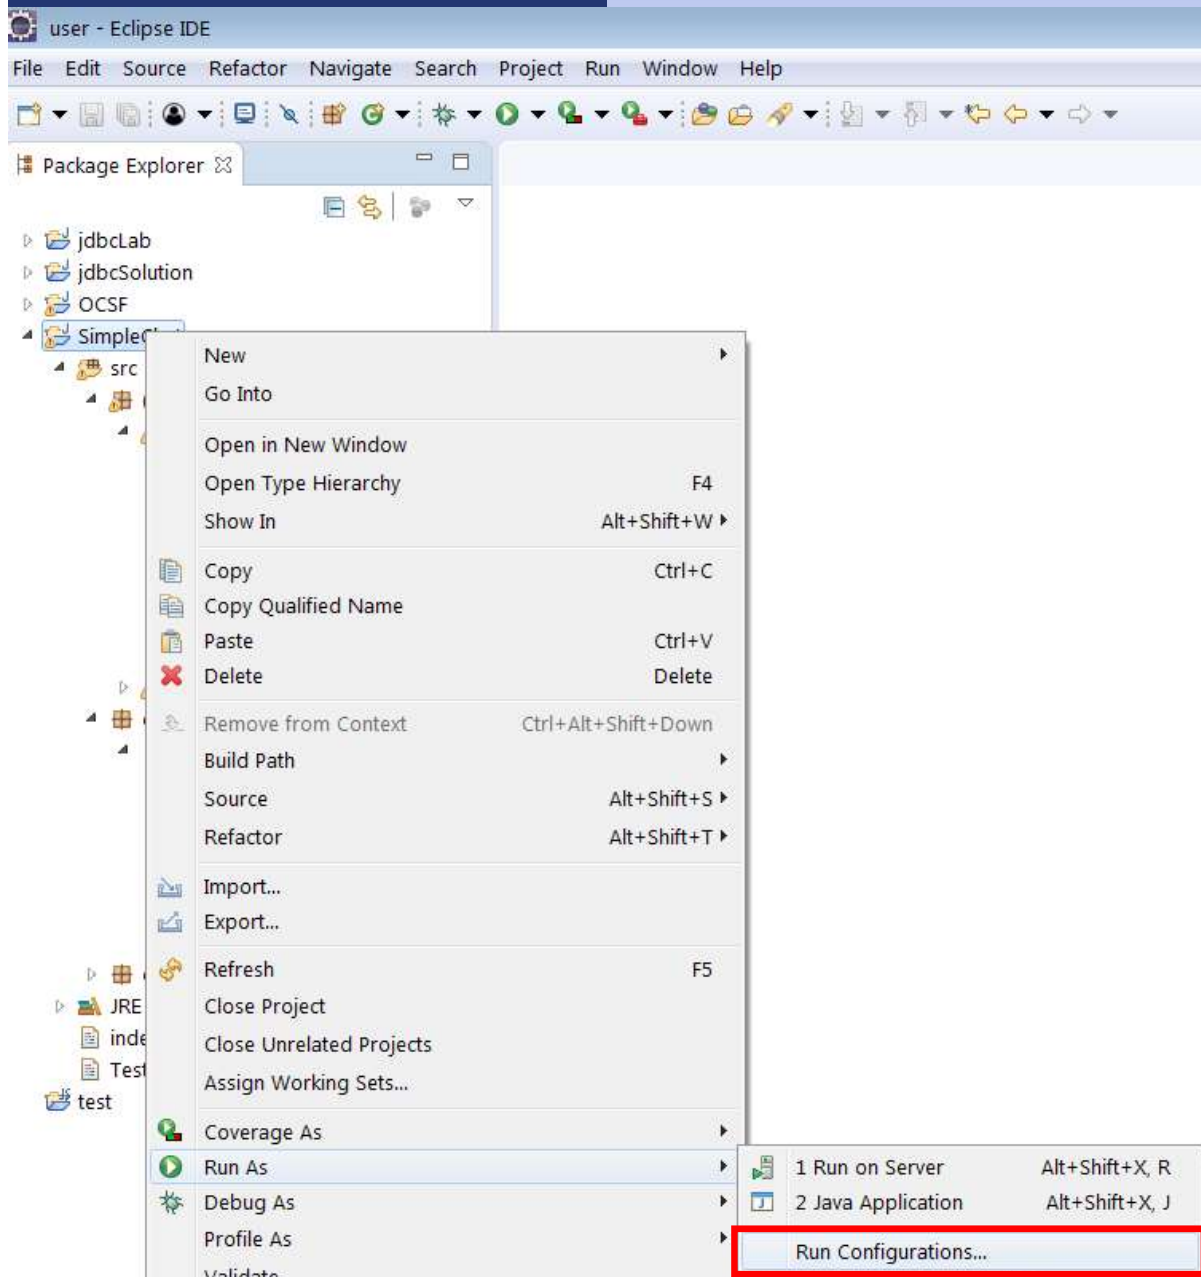 user - Eclipse IDE
File Edit Source Refactor Navigate Search Project Run Window Help
Package Explorer
jdbcLab
jdbcSolution
OCSF
src
JRE
test
New
Go Into
Open in New Window
Open Type Hierarchy F4
Show In Alt+Shift+W
Copy Ctrl+C
Copy Qualified Name
Paste Ctrl+V
Delete Delete
Remove from Context Ctrl+Alt+Shift+Down
Build Path
Source Alt+Shift+S
Refactor Alt+Shift+T
Import...
Export...
Refresh F5
Close Project
Close Unrelated Projects
Assign Working Sets...
Coverage As
Run As
Debug As
Profile As
Validate
1 Run on Server Alt+Shift+X, R
2 Java Application Alt+Shift+X, J
Run Configurations...